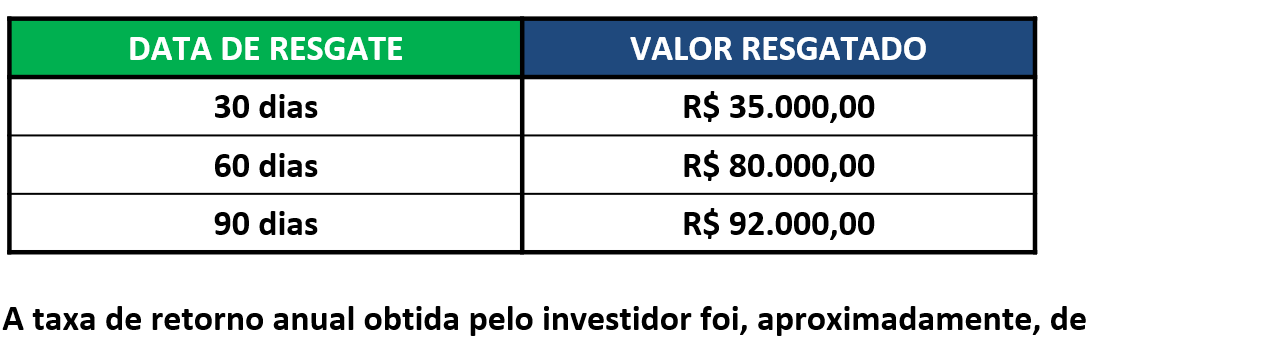 DATA DE RESGATE VALOR RESGATADO
30 dias R$ 35.000,00
60 dias R$ 80.000,00
90 dias R$ 92.000,00
A taxa de retorno anual obtida pelo investidor foi, aproximadamente, de